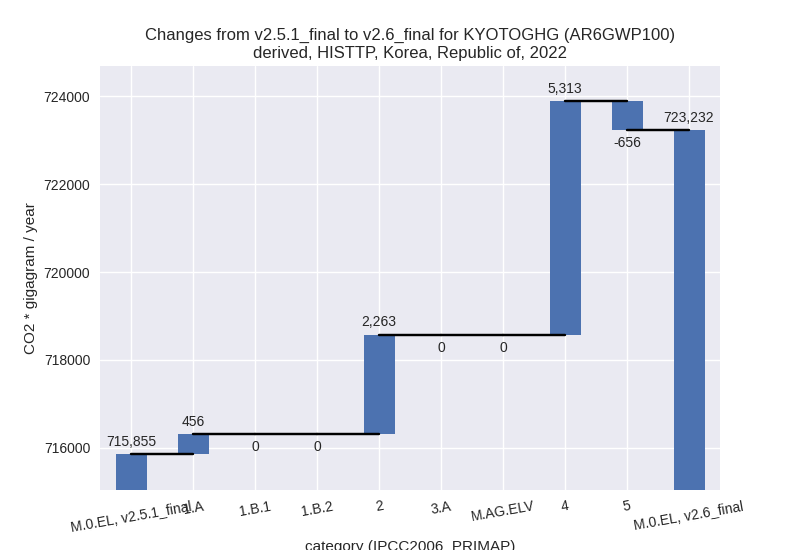 Changes from v2.5.1_final to v2.6_final for KYOTOGHG (AR6GWP100)
derived, HISTTP, Korea, Republic of, 2022
CO2 * gigagram / year
724000
722000
720000
718000
716000
715,855
456
0
0
2,263
0
0
5,313
-656
723,232
M.0.EL, v2.5.1_final
1.A
1.B.1
1.B.2
2
3.A
M.AG.ELV
4
5
M.0.EL, v2.6_final
category (IPCC2006_PRIMAP)